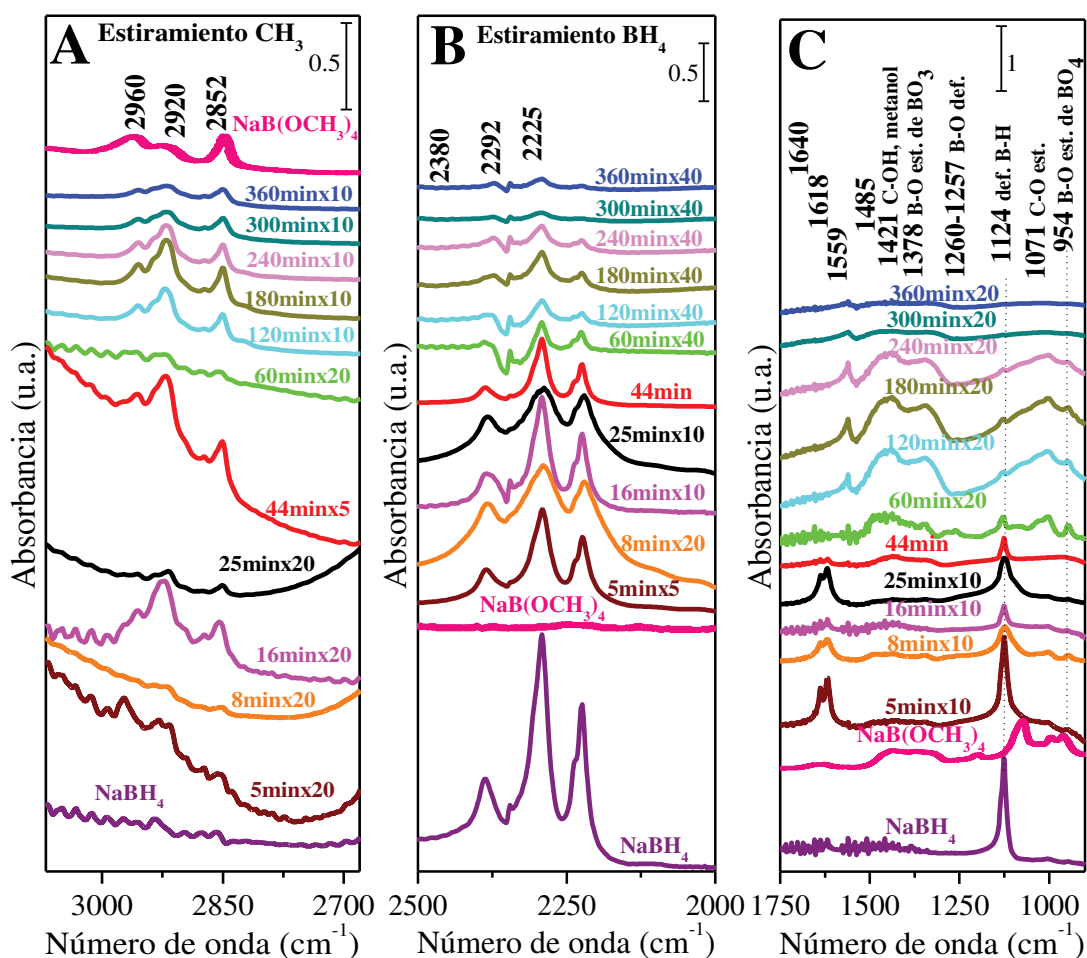 A
Estiramiento CH3
0.5
2960
2920
2852
NaB(OCH3)4
360minx10
300minx10
240minx10
180minx10
120minx10
60minx20
44minx5
25minx20
16minx20
8minx20
5minx20
NaBH4
Absorbancia (u.a.)
3000
2850
2700
Número de onda (cm-1)
B
Estiramiento BH4
0.5
2380
2292
2225
360minx40
300minx40
240minx40
180minx40
120minx40
60minx40
44min
25minx10
16minx10
8minx20
5minx5
NaB(OCH3)4
NaBH4
Absorbancia (u.a.)
2500
2250
2000
Número de onda (cm-1)
C
1
1640
1618
1559
1485
1421 C-OH, metanol
1378 B-O est. de BO3
1260-1257 B-O def.
1124 def. B-H
1071 C-O est.
954 B-O est. de BO4
360minx20
300minx20
240minx20
180minx20
120minx20
60minx20
44min
25minx10
16minx10
8minx10
5minx10
NaB(OCH3)4
NaBH4
Absorbancia (u.a.)
1750
1500
1250
1000
Número de onda (cm-1)